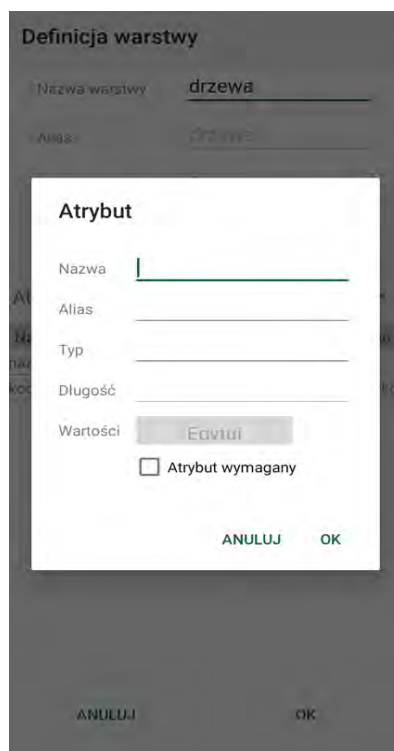 Definicja warstwy
Nazwa warstwy drzewa
Alias drzewa
Atrybut
Nazwa
Alias
Typ
Długość
Wartości Edytuj
Atrybut wymagany
ANULUJ OK
ANULUJ OK